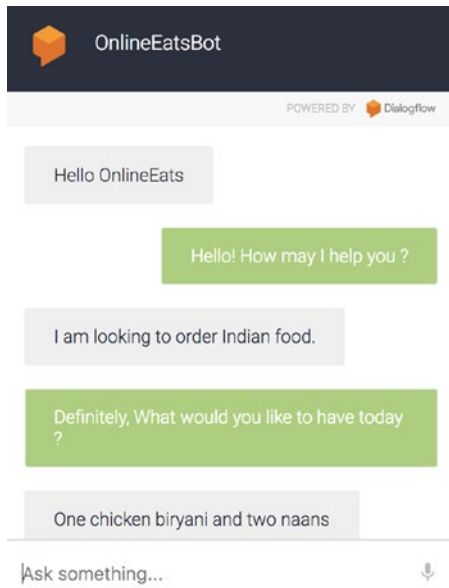 OnlineEatsBot
POWERED BY Dialogflow
Hello OnlineEats
Hello! How may I help you ?
I am looking to order Indian food.
Definitely, What would you like to have today
?
One chicken biryani and two naans
Ask something...